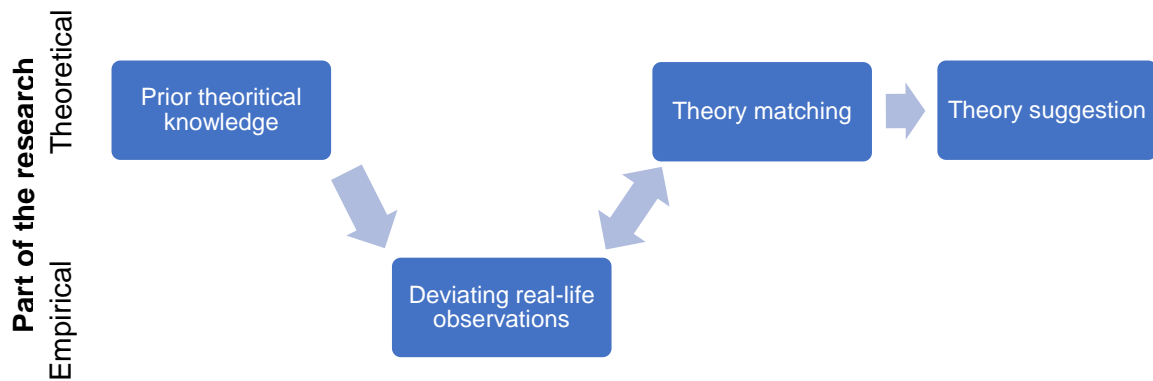 Part of the research
Theoretical
Empirical
Prior theoritical
knowledge
Deviating real-life
observations
Theory matching
Theory suggestion